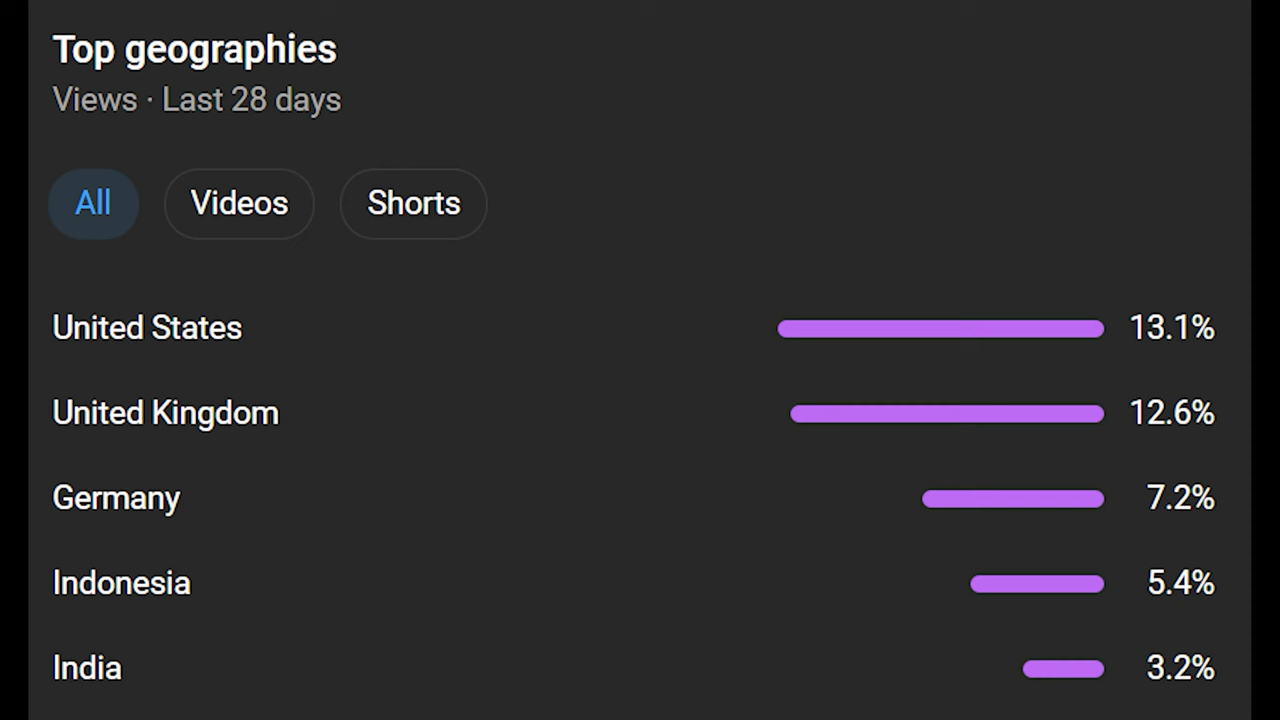 Top geographies
Views · Last 28 days
All Videos Shorts
United States 13.1%
United Kingdom 12.6%
Germany 7.2%
Indonesia 5.4%
India 3.2%